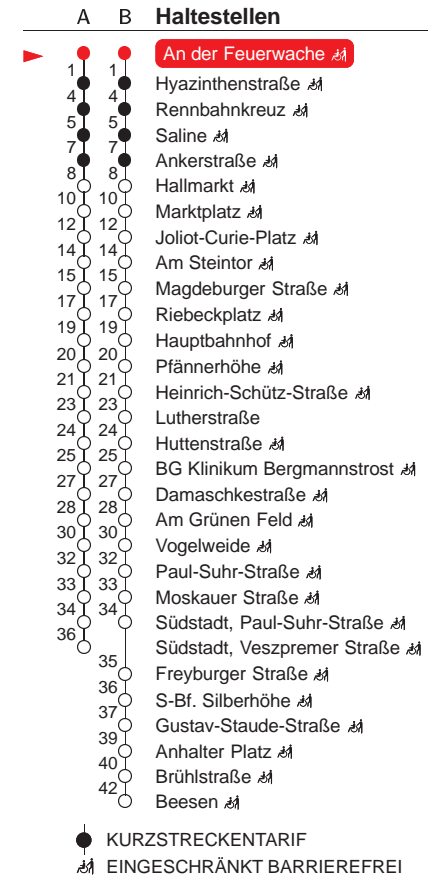 A B Haltestellen
An der Feuerwache
1 1 Hyazinthenstraße
4 4 Rennbahnkreuz
5 5 Saline
7 7 Ankerstraße
8 8 Hallmarkt
10 10 Marktplatz
12 12 Joliot-Curie-Platz
14 14 Am Steintor
15 15 Magdeburger Straße
17 17 Riebeckplatz
19 19 Hauptbahnhof
20 20 Pfännerhöhe
21 21 Heinrich-Schütz-Straße
23 23 Lutherstraße
24 24 Huttenstraße
25 25 BG Klinikum Bergmannstrost
27 27 Damaschkestraße
28 28 Am Grünen Feld
30 30 Vogelweide
32 32 Paul-Suhr-Straße
33 33 Moskauer Straße
34 34 Südstadt, Paul-Suhr-Straße
36 Südstadt, Veszpremer Straße
35 Freyburger Straße
36 S-Bf. Silberhöhe
37 Gustav-Staude-Straße
39 Anhalter Platz
40 Brühlstraße
42 Beesen
KURZSTRECKENTARIF
EINGESCHRÄNKT BARRIEREFREI